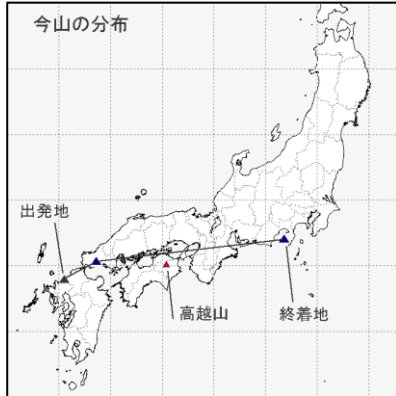 今山の分布
出発地
高越山
終着地